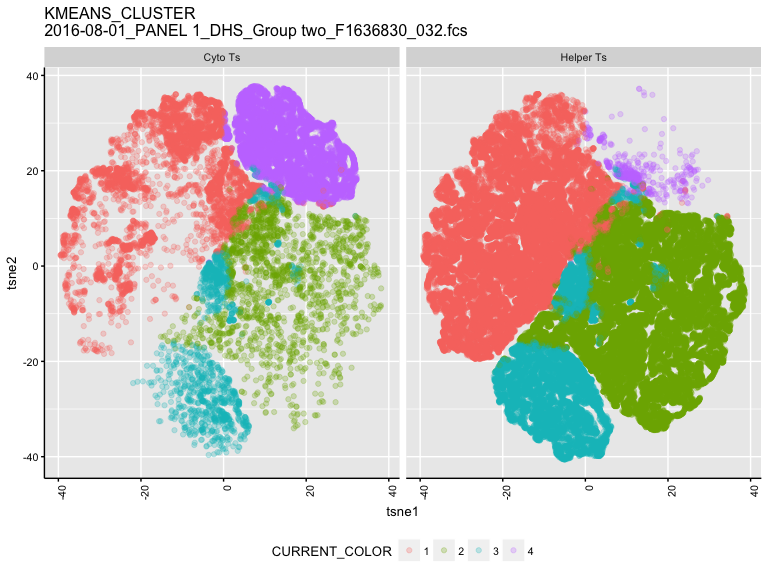 KMEANS_CLUSTER
2016-08-01_PANEL 1_DHS_Group two_F1636830_032.fcs
Cyto Ts
Helper Ts
40
20
0
-20
-40
tsne2
-40
-20
0
20
40
-40
-20
0
20
40
tsne1
CURRENT_COLOR 1 2 3 4